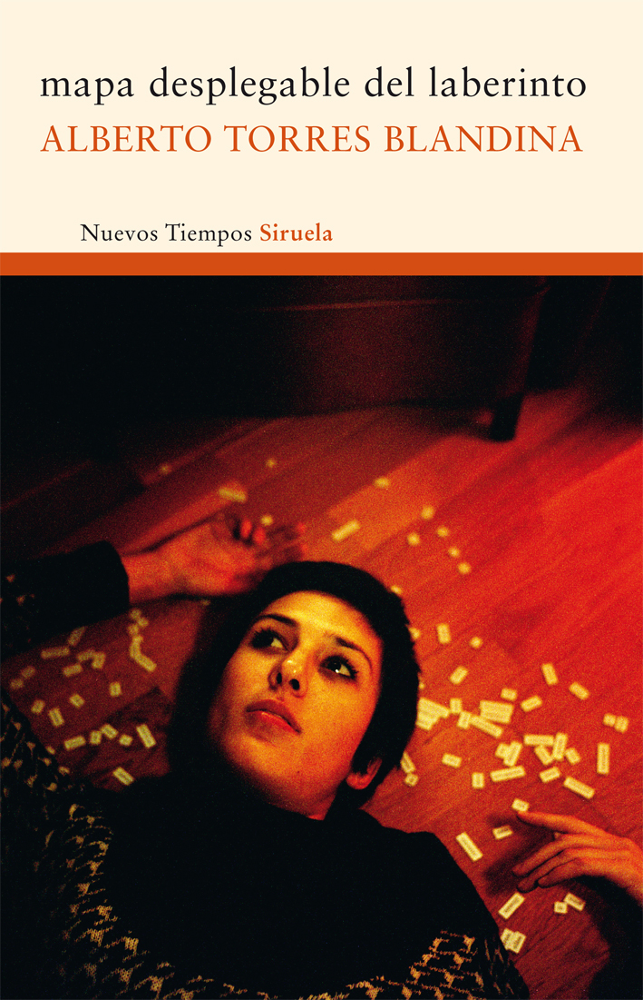 mapa desplegable del laberinto
ALBERTO TORRES BLANDINA
Nuevos Tiempos Siruela